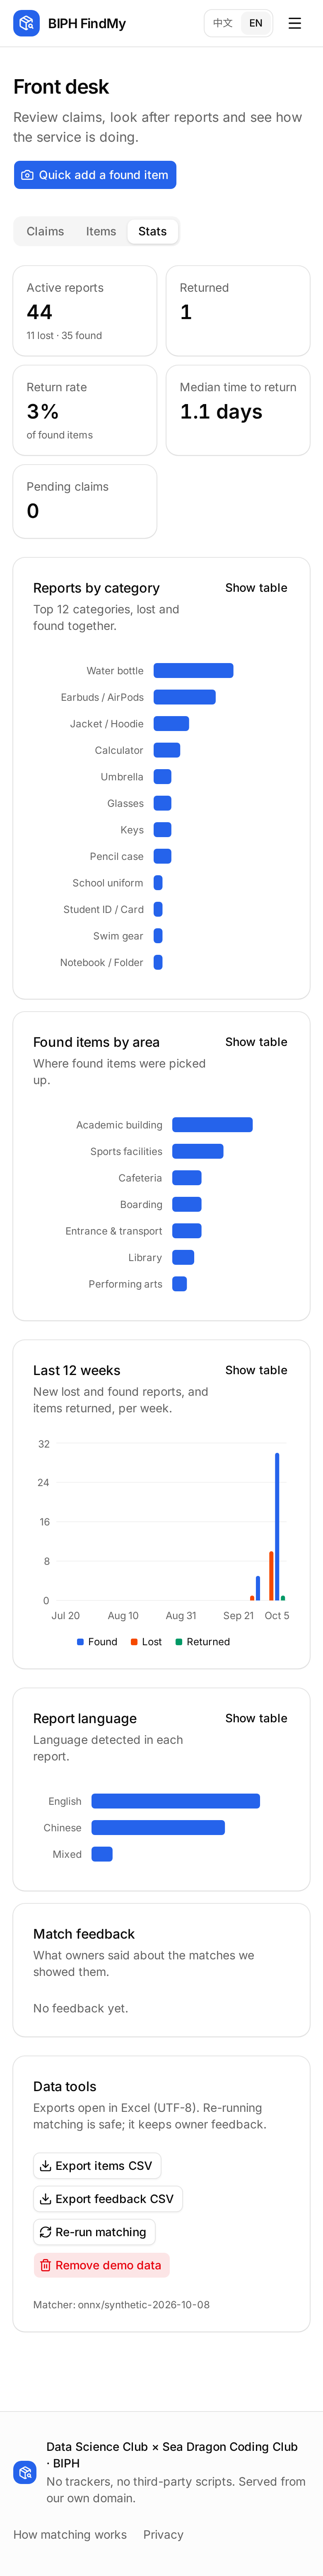 BIPH FindMy
中文 EN
Front desk
Review claims, look after reports and see how
the service is doing.
Quick add a found item
Claims Items Stats
Active reports
44
11 lost · 35 found
Returned
1
Return rate
3%
of found items
Median time to return
1.1 days
Pending claims
0
Reports by category
Show table
Top 12 categories, lost and
found together.
Water bottle
Earbuds / AirPods
Jacket / Hoodie
Calculator
Umbrella
Glasses
Keys
Pencil case
School uniform
Student ID / Card
Swim gear
Notebook / Folder
Found items by area
Show table
Where found items were picked
up.
Academic building
Sports facilities
Cafeteria
Boarding
Entrance & transport
Library
Performing arts
Last 12 weeks
Show table
New lost and found reports, and
items returned, per week.
32
24
16
8
0
Jul 20 Aug 10 Aug 31 Sep 21 Oct 5
Found Lost Returned
Report language
Show table
Language detected in each
report.
English
Chinese
Mixed
Match feedback
What owners said about the matches we
showed them.
No feedback yet.
Data tools
Exports open in Excel (UTF-8). Re-running
matching is safe; it keeps owner feedback.
Export items CSV
Export feedback CSV
Re-run matching
Remove demo data
Matcher: onnx/synthetic-2026-10-08
Data Science Club × Sea Dragon Coding Club
· BIPH
No trackers, no third-party scripts. Served from
our own domain.
How matching works Privacy